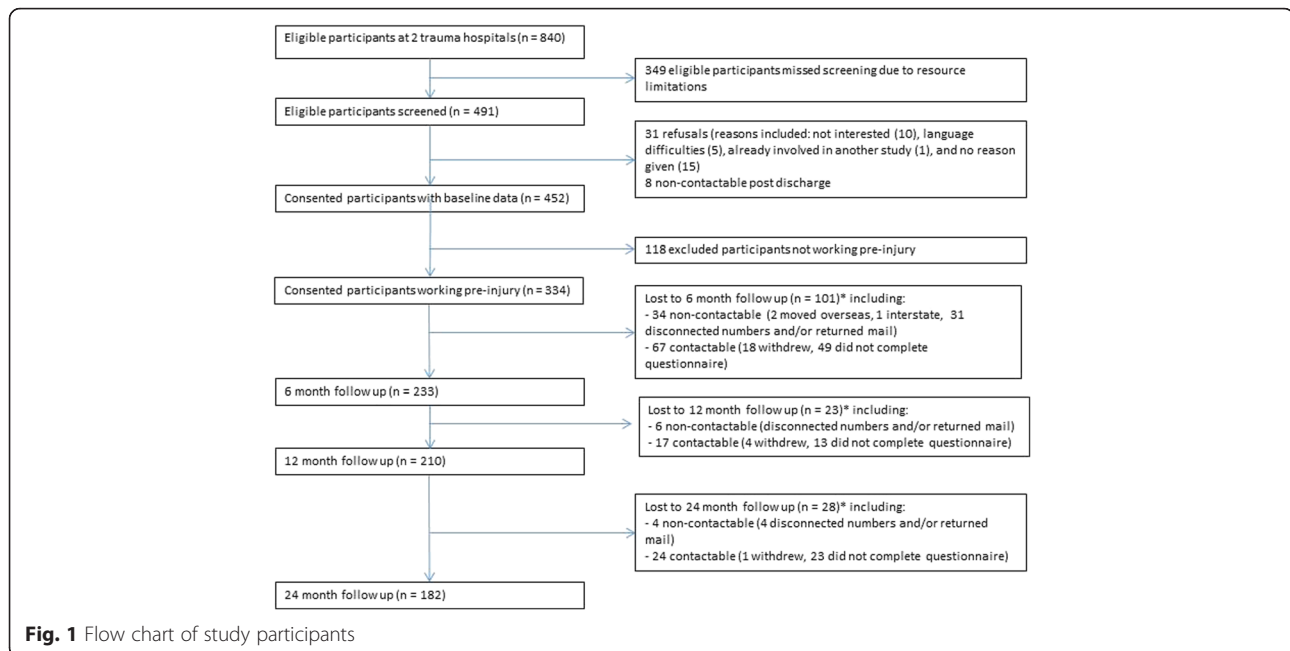 Eligible participants at 2 trauma hospitals (n = 840)
349 eligible participants missed screening due to resource
limitations
Eligible participants screened (n = 491)
31 refusals (reasons included: not interested (10), language
difficulties (5), already involved in another study (1), and no reason
given (15)
8 non-contactable post discharge
Consented participants with baseline data (n = 452)
118 excluded participants not working pre-injury
Consented participants working pre-injury (n = 334)
Lost to 6 month follow up (n = 101)* including:
- 34 non-contactable (2 moved overseas, 1 interstate, 31
disconnected numbers and/or returned mail)
- 67 contactable (18 withdrew, 49 did not complete
questionnaire)
6 month follow up (n = 233)
Lost to 12 month follow up (n = 23)* including:
- 6 non-contactable (disconnected numbers and/or returned mail)
- 17 contactable (4 withdrew, 13 did not complete questionnaire)
12 month follow up (n = 210)
Lost to 24 month follow up (n = 28)* including:
- 4 non-contactable (4 disconnected numbers and/or returned
mail)
- 24 contactable (1 withdrew, 23 did not complete questionnaire)
24 month follow up (n = 182)
Fig. 1 Flow chart of study participants